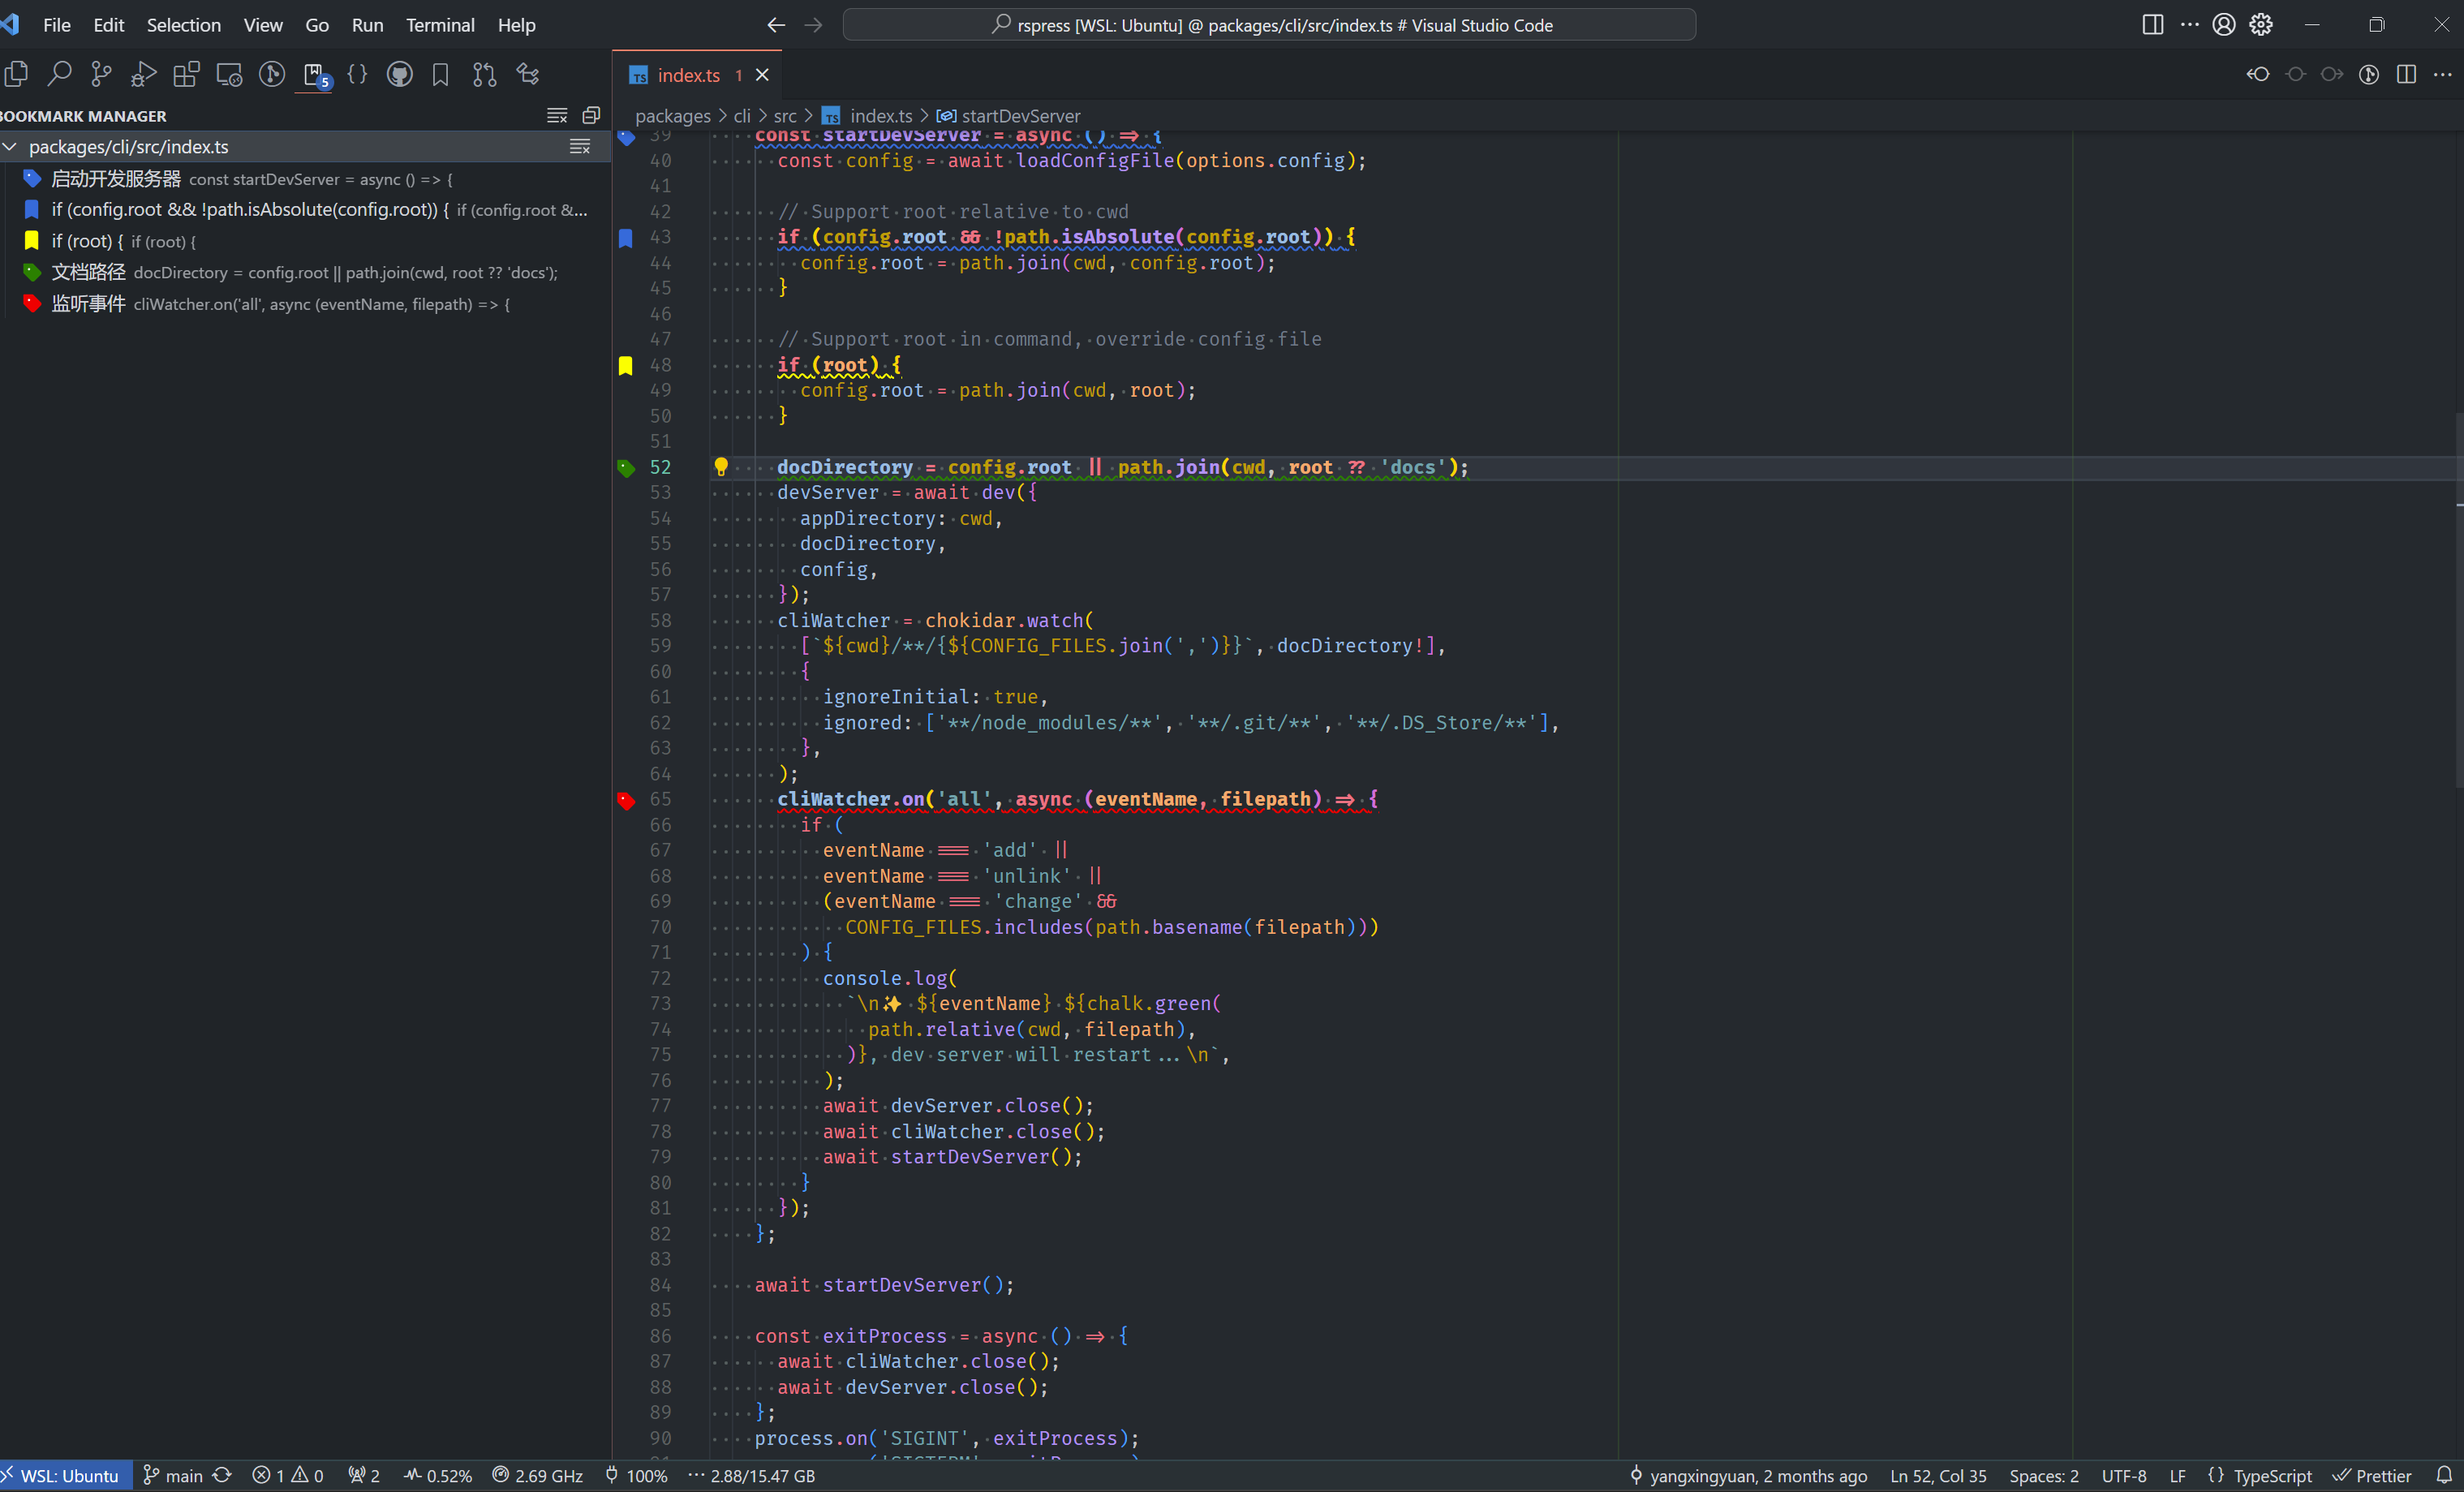 File Edit Selection View Go Run Terminal Help
rspress [WSL: Ubuntu] @ packages/cli/src/index.ts # Visual Studio Code
5
BOOKMARK MANAGER
packages/cli/src/index.ts
启动开发服务器 const startDevServer = async () => {
if (config.root && !path.isAbsolute(config.root)) { if (config.root &...
if (root) { if (root) {
文档路径 docDirectory = config.root || path.join(cwd, root ?? 'docs');
监听事件 cliWatcher.on('all', async (eventName, filepath) => {
TS index.ts 1
packages > cli > src > TS index.ts > startDevServer
39 const startDevServer = async () => {
40 const config = await loadConfigFile(options.config);
41
42 // Support root relative to cwd
43 if (config.root && !path.isAbsolute(config.root)) {
44 config.root = path.join(cwd, config.root);
45 }
46
47 // Support root in command, override config file
48 if (root) {
49 config.root = path.join(cwd, root);
50 }
51
52 docDirectory = config.root || path.join(cwd, root ?? 'docs');
53 devServer = await dev({
54 appDirectory: cwd,
55 docDirectory,
56 config,
57 });
58 cliWatcher = chokidar.watch(
59 [`${cwd}/**/{${CONFIG_FILES.join(',')}}`, docDirectory!],
60 {
61 ignoreInitial: true,
62 ignored: ['**/node_modules/**', '**/.git/**', '**/.DS_Store/**'],
63 },
64 );
65 cliWatcher.on('all', async (eventName, filepath) => {
66 if (
67 eventName === 'add' ||
68 eventName === 'unlink' ||
69 (eventName === 'change' &&
70 CONFIG_FILES.includes(path.basename(filepath)))
71 ) {
72 console.log(
73 `\n✨ ${eventName} ${chalk.green(
74 path.relative(cwd, filepath),
75 )}, dev server will restart...\n`,
76 );
77 await devServer.close();
78 await cliWatcher.close();
79 await startDevServer();
80 }
81 });
82 };
83
84 await startDevServer();
85
86 const exitProcess = async () => {
87 await cliWatcher.close();
88 await devServer.close();
89 };
90 process.on('SIGINT', exitProcess);
WSL: Ubuntu main 1 0 2 0.52% 2.69 GHz 100% ··· 2.88/15.47 GB yangxingyuan, 2 months ago Ln 52, Col 35 Spaces: 2 UTF-8 LF {} TypeScript Prettier